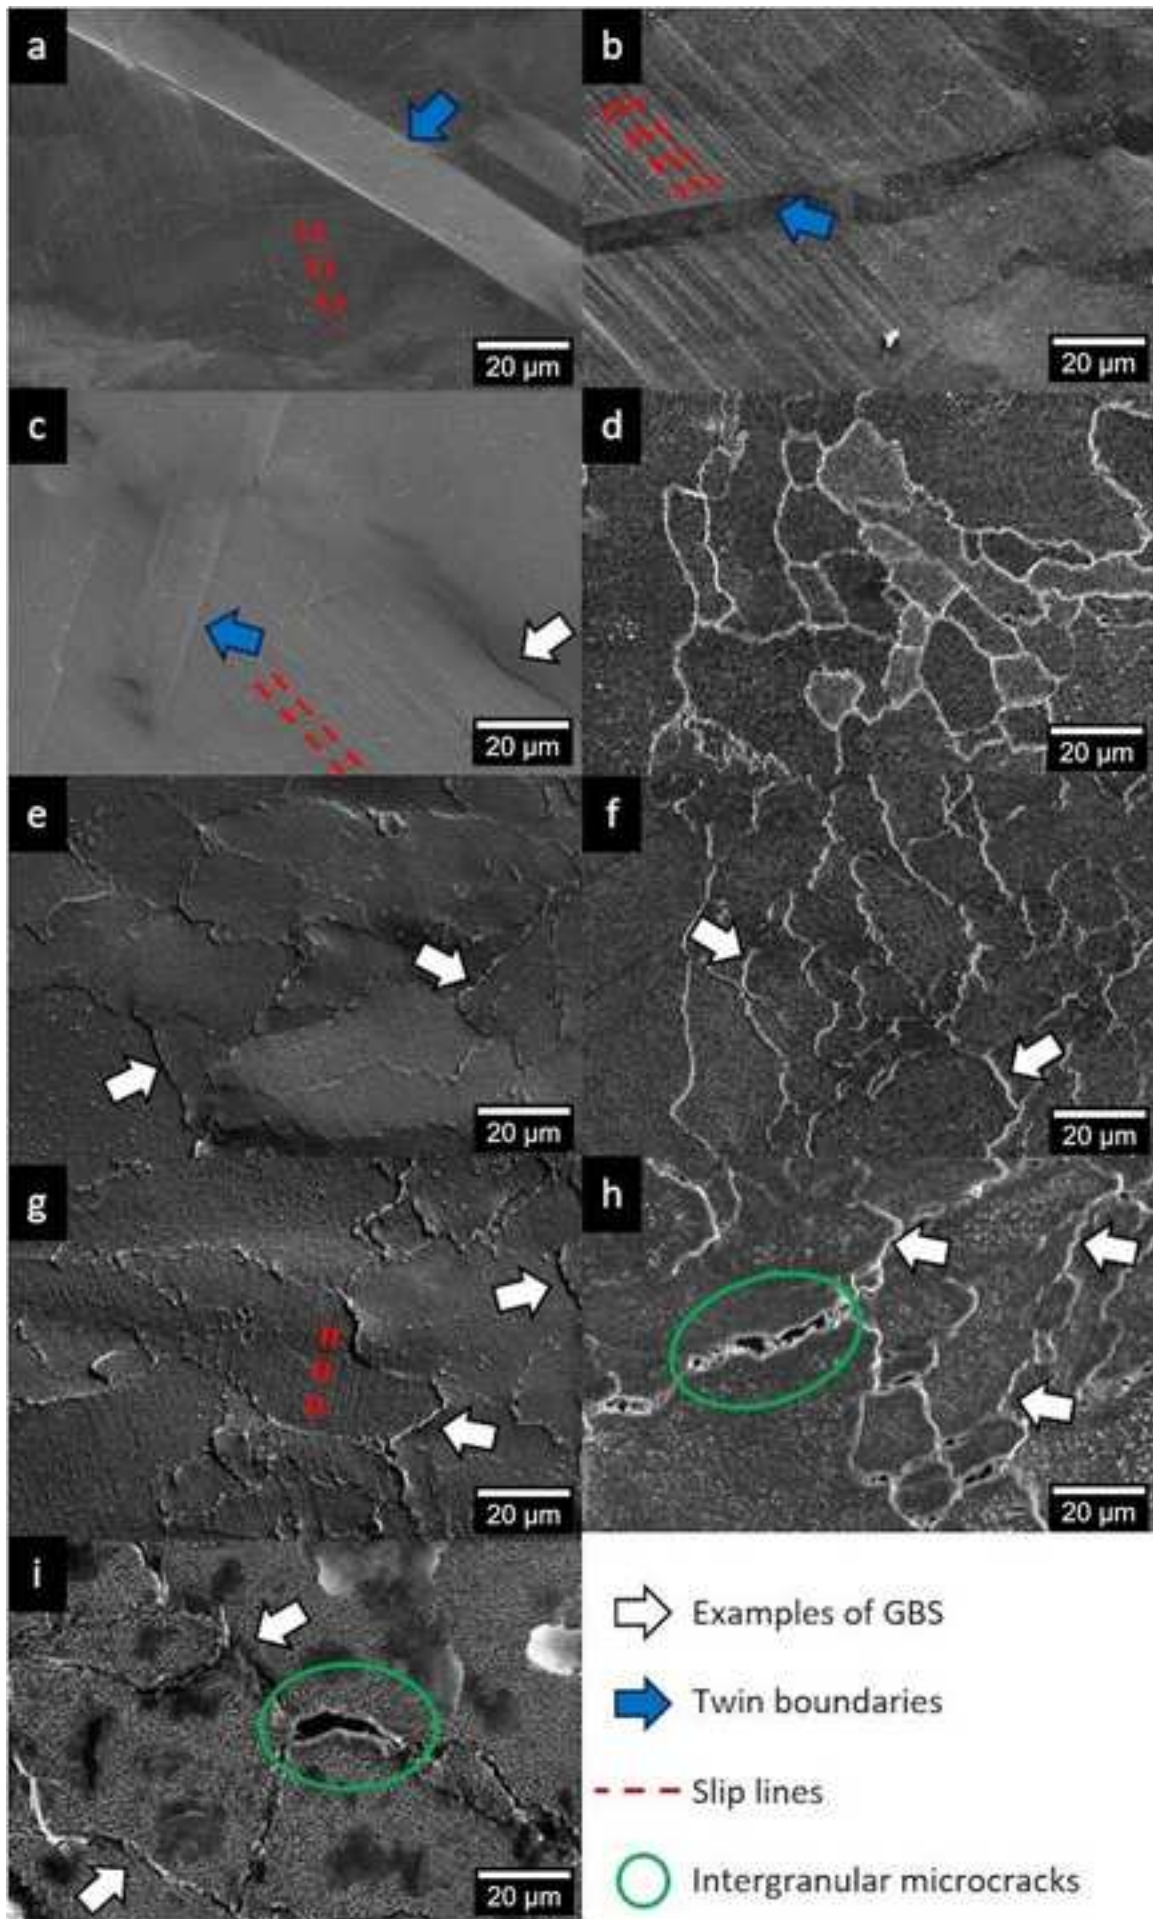 a
b
20 μm
20 μm
c
d
20 μm
20 μm
e
f
20 μm
20 μm
g
h
20 μm
20 μm
i
Examples of GBS
Twin boundaries
Slip lines
20 μm
Intergranular microcracks